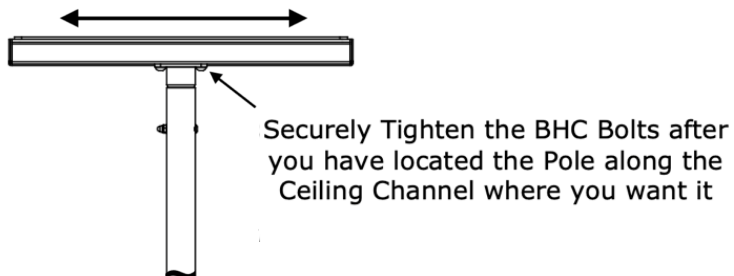 Securely Tighten the BHC Bolts after
you have located the Pole along the
Ceiling Channel where you want it